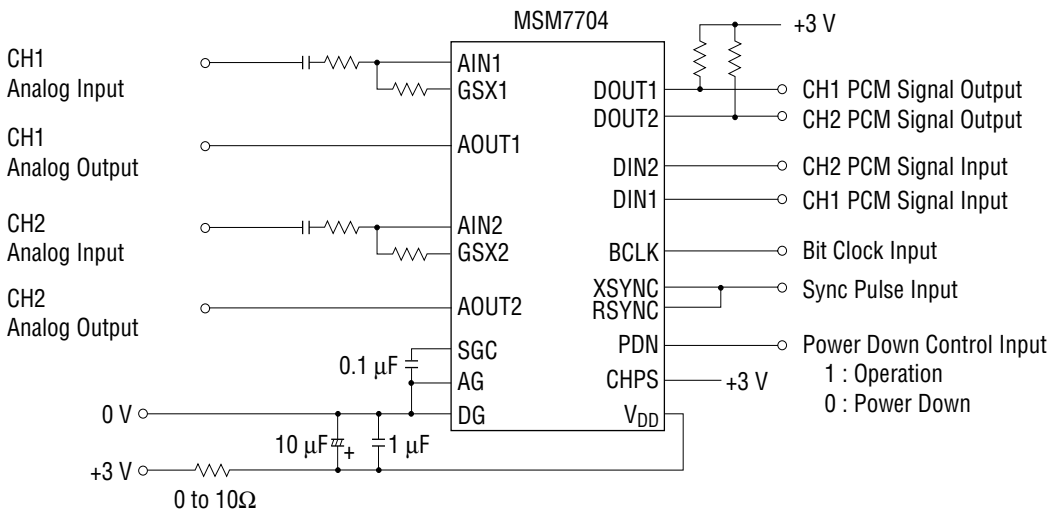 MSM7704
+3 V
CH1
Analog Input
AIN1
GSX1
DOUT1
CH1 PCM Signal Output
DOUT2
CH2 PCM Signal Output
CH1
Analog Output
AOUT1
DIN2
CH2 PCM Signal Input
DIN1
CH1 PCM Signal Input
CH2
Analog Input
AIN2
GSX2
BCLK
Bit Clock Input
XSYNC
RSYNC
Sync Pulse Input
CH2
Analog Output
AOUT2
SGC
0.1 μF
AG
PDN
Power Down Control Input
1 : Operation
0 : Power Down
CHPS
+3 V
0 V
DG
VDD
10 μF
+
1 μF
+3 V
0 to 10Ω